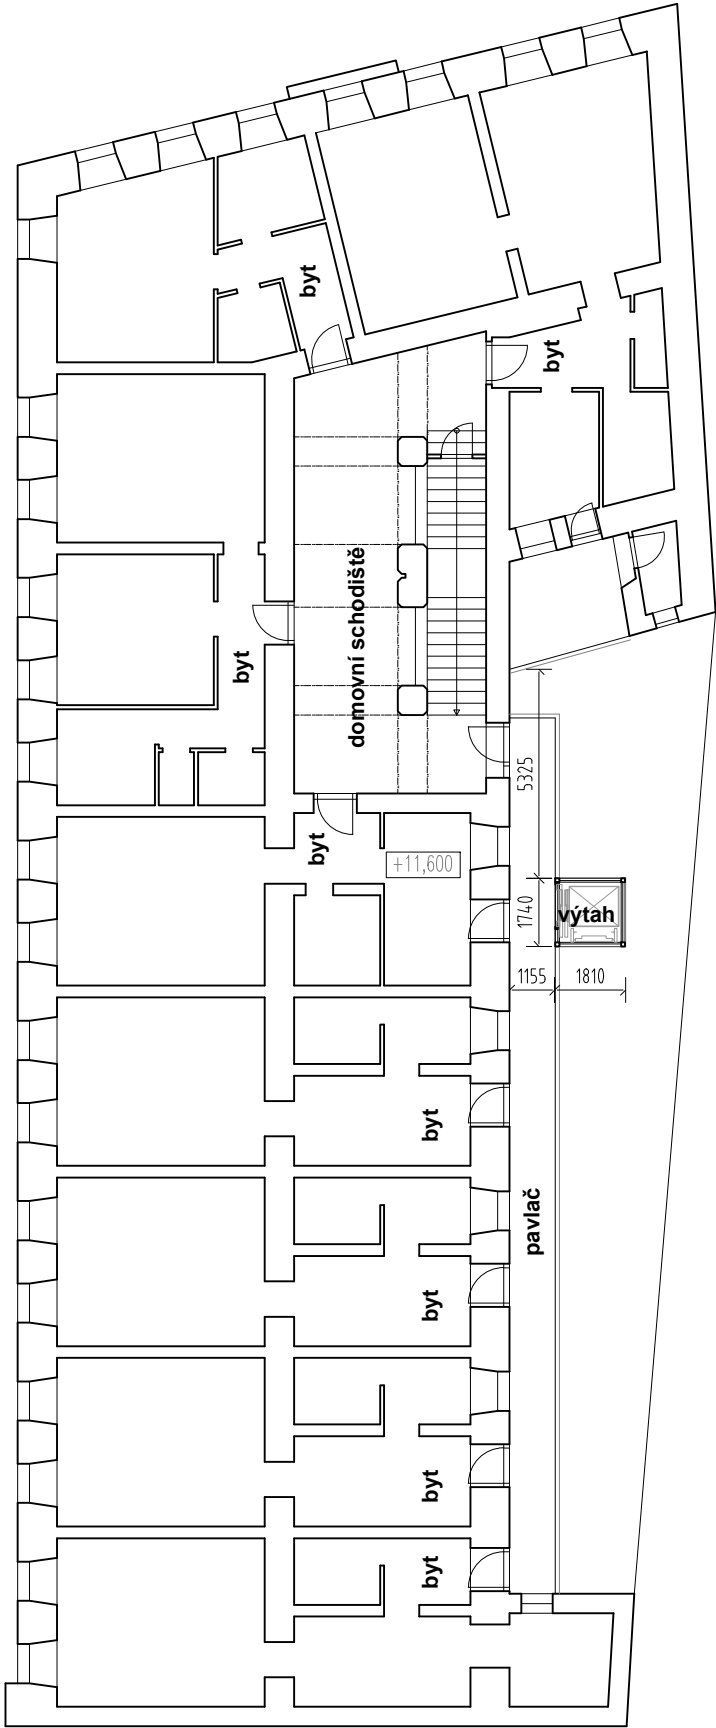 byt
byt
domovní schodiště
byt
byt
+11,600
5325
1740
výtah
1155
1810
byt
pavlač
byt
byt
byt